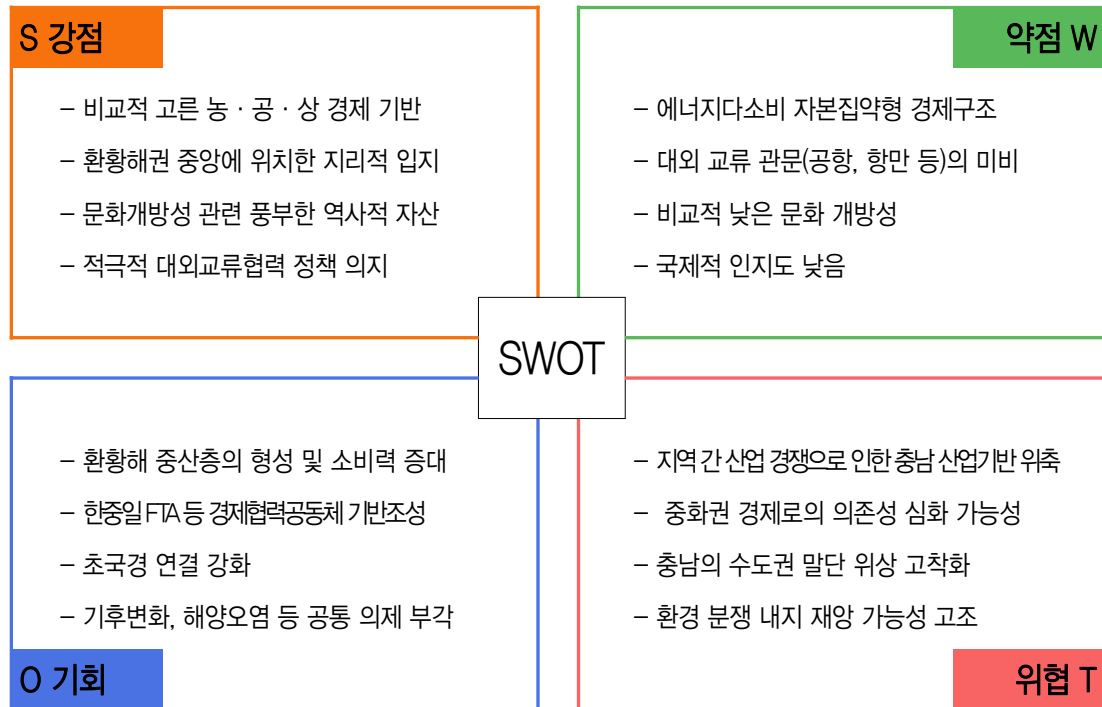 S 강점
– 비교적 고른 농 · 공 · 상 경제 기반
– 환황해권 중앙에 위치한 지리적 입지
– 문화개방성 관련 풍부한 역사적 자산
– 적극적 대외교류협력 정책 의지
약점 W
– 에너지다소비 자본집약형 경제구조
– 대외 교류 관문(공항, 항만 등)의 미비
– 비교적 낮은 문화 개방성
– 국제적 인지도 낮음
SWOT
– 환황해 중산층의 형성 및 소비력 증대
– 한중일 FTA 등 경제협력공동체 기반조성
– 초국경 연결 강화
– 기후변화, 해양오염 등 공통 의제 부각
O 기회
– 지역 간 산업 경쟁으로 인한 충남 산업기반 위축
– 중화권 경제로의 의존성 심화 가능성
– 충남의 수도권 말단 위상 고착화
– 환경 분쟁 내지 재앙 가능성 고조
위협 T